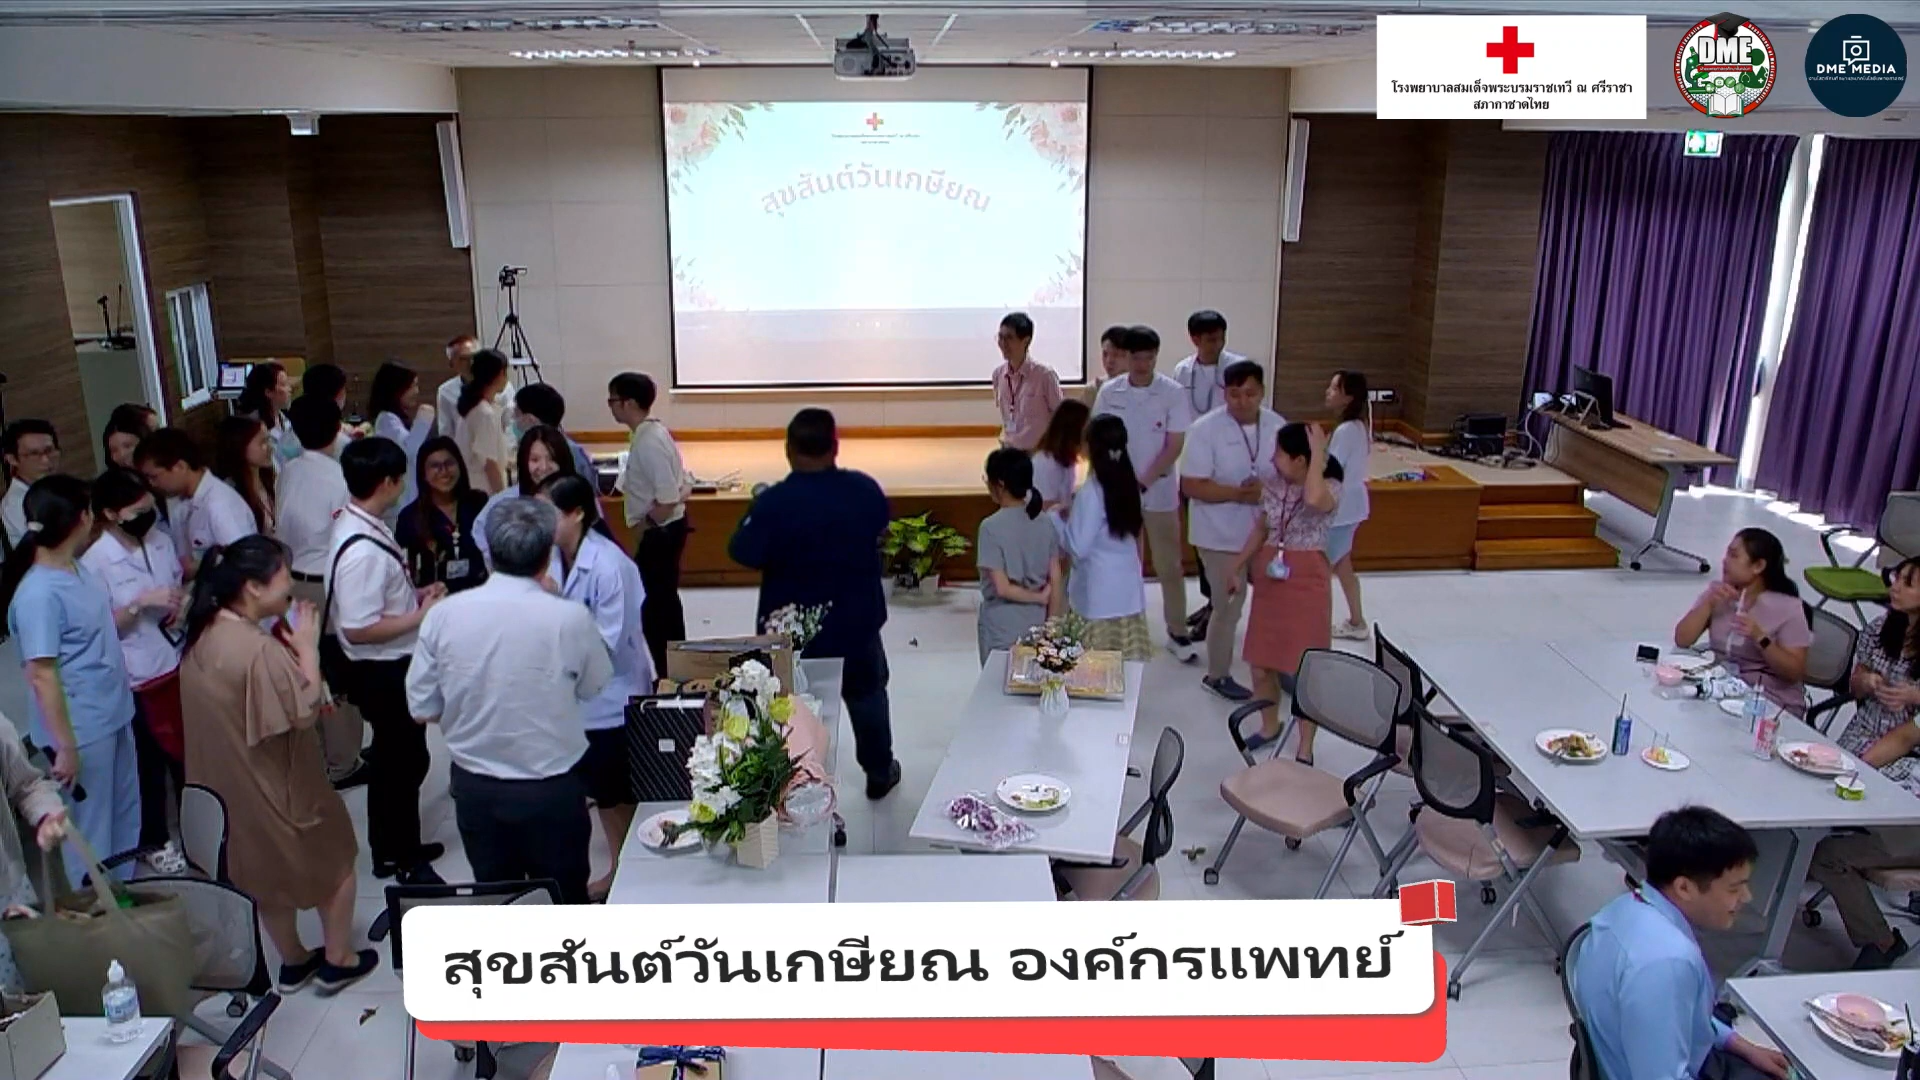 โรงพยาบาลสมเด็จพระบรมราชเทวี ณ ศรีราชา
สภากาชาดไทย
DME
DME MEDIA
สุขสันต์วันเกษียณ
สุขสันต์วันเกษียณ องค์กรแพทย์